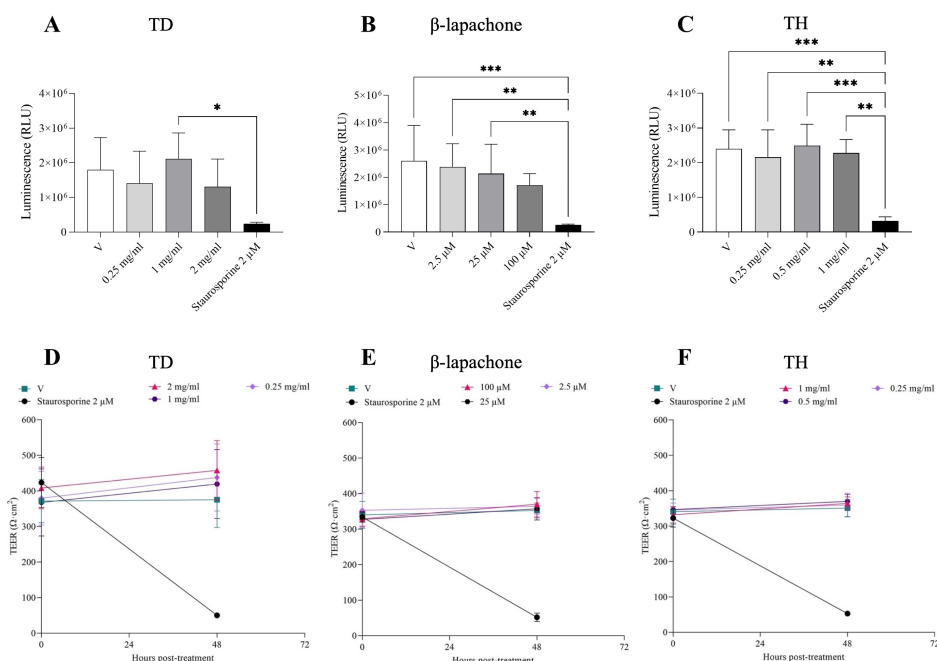 A TD
B β-lapachone
C TH
*
Luminescence (RLU)
4×10⁶
3×10⁶
2×10⁶
1×10⁶
0
V
0.25 mg/ml
1 mg/ml
2 mg/ml
Staurosporine 2 µM
***
**
**
Luminescence (RLU)
5×10⁶
4×10⁶
3×10⁶
2×10⁶
1×10⁶
0
V
2.5 µM
25 µM
100 µM
Staurosporine 2 µM
***
**
***
**
Luminescence (RLU)
4×10⁶
3×10⁶
2×10⁶
1×10⁶
0
V
0.25 mg/ml
0.5 mg/ml
1 mg/ml
Staurosporine 2 µM
D TD
V 2 mg/ml 0.25 mg/ml
Staurosporine 2 µM 1 mg/ml
TEER (Ω·cm²)
600
500
400
300
200
100
0
0 24 48 72
Hours post-treatment
E β-lapachone
V 100 µM 2.5 µM
Staurosporine 2 µM 25 µM
TEER (Ω·cm²)
600
500
400
300
200
100
0
0 24 48 72
Hours post-treatment
F TH
V 1 mg/ml 0.25 mg/ml
Staurosporine 2 µM 0.5 mg/ml
TEER (Ω·cm²)
600
500
400
300
200
100
0
0 24 48 72
Hours post-treatment